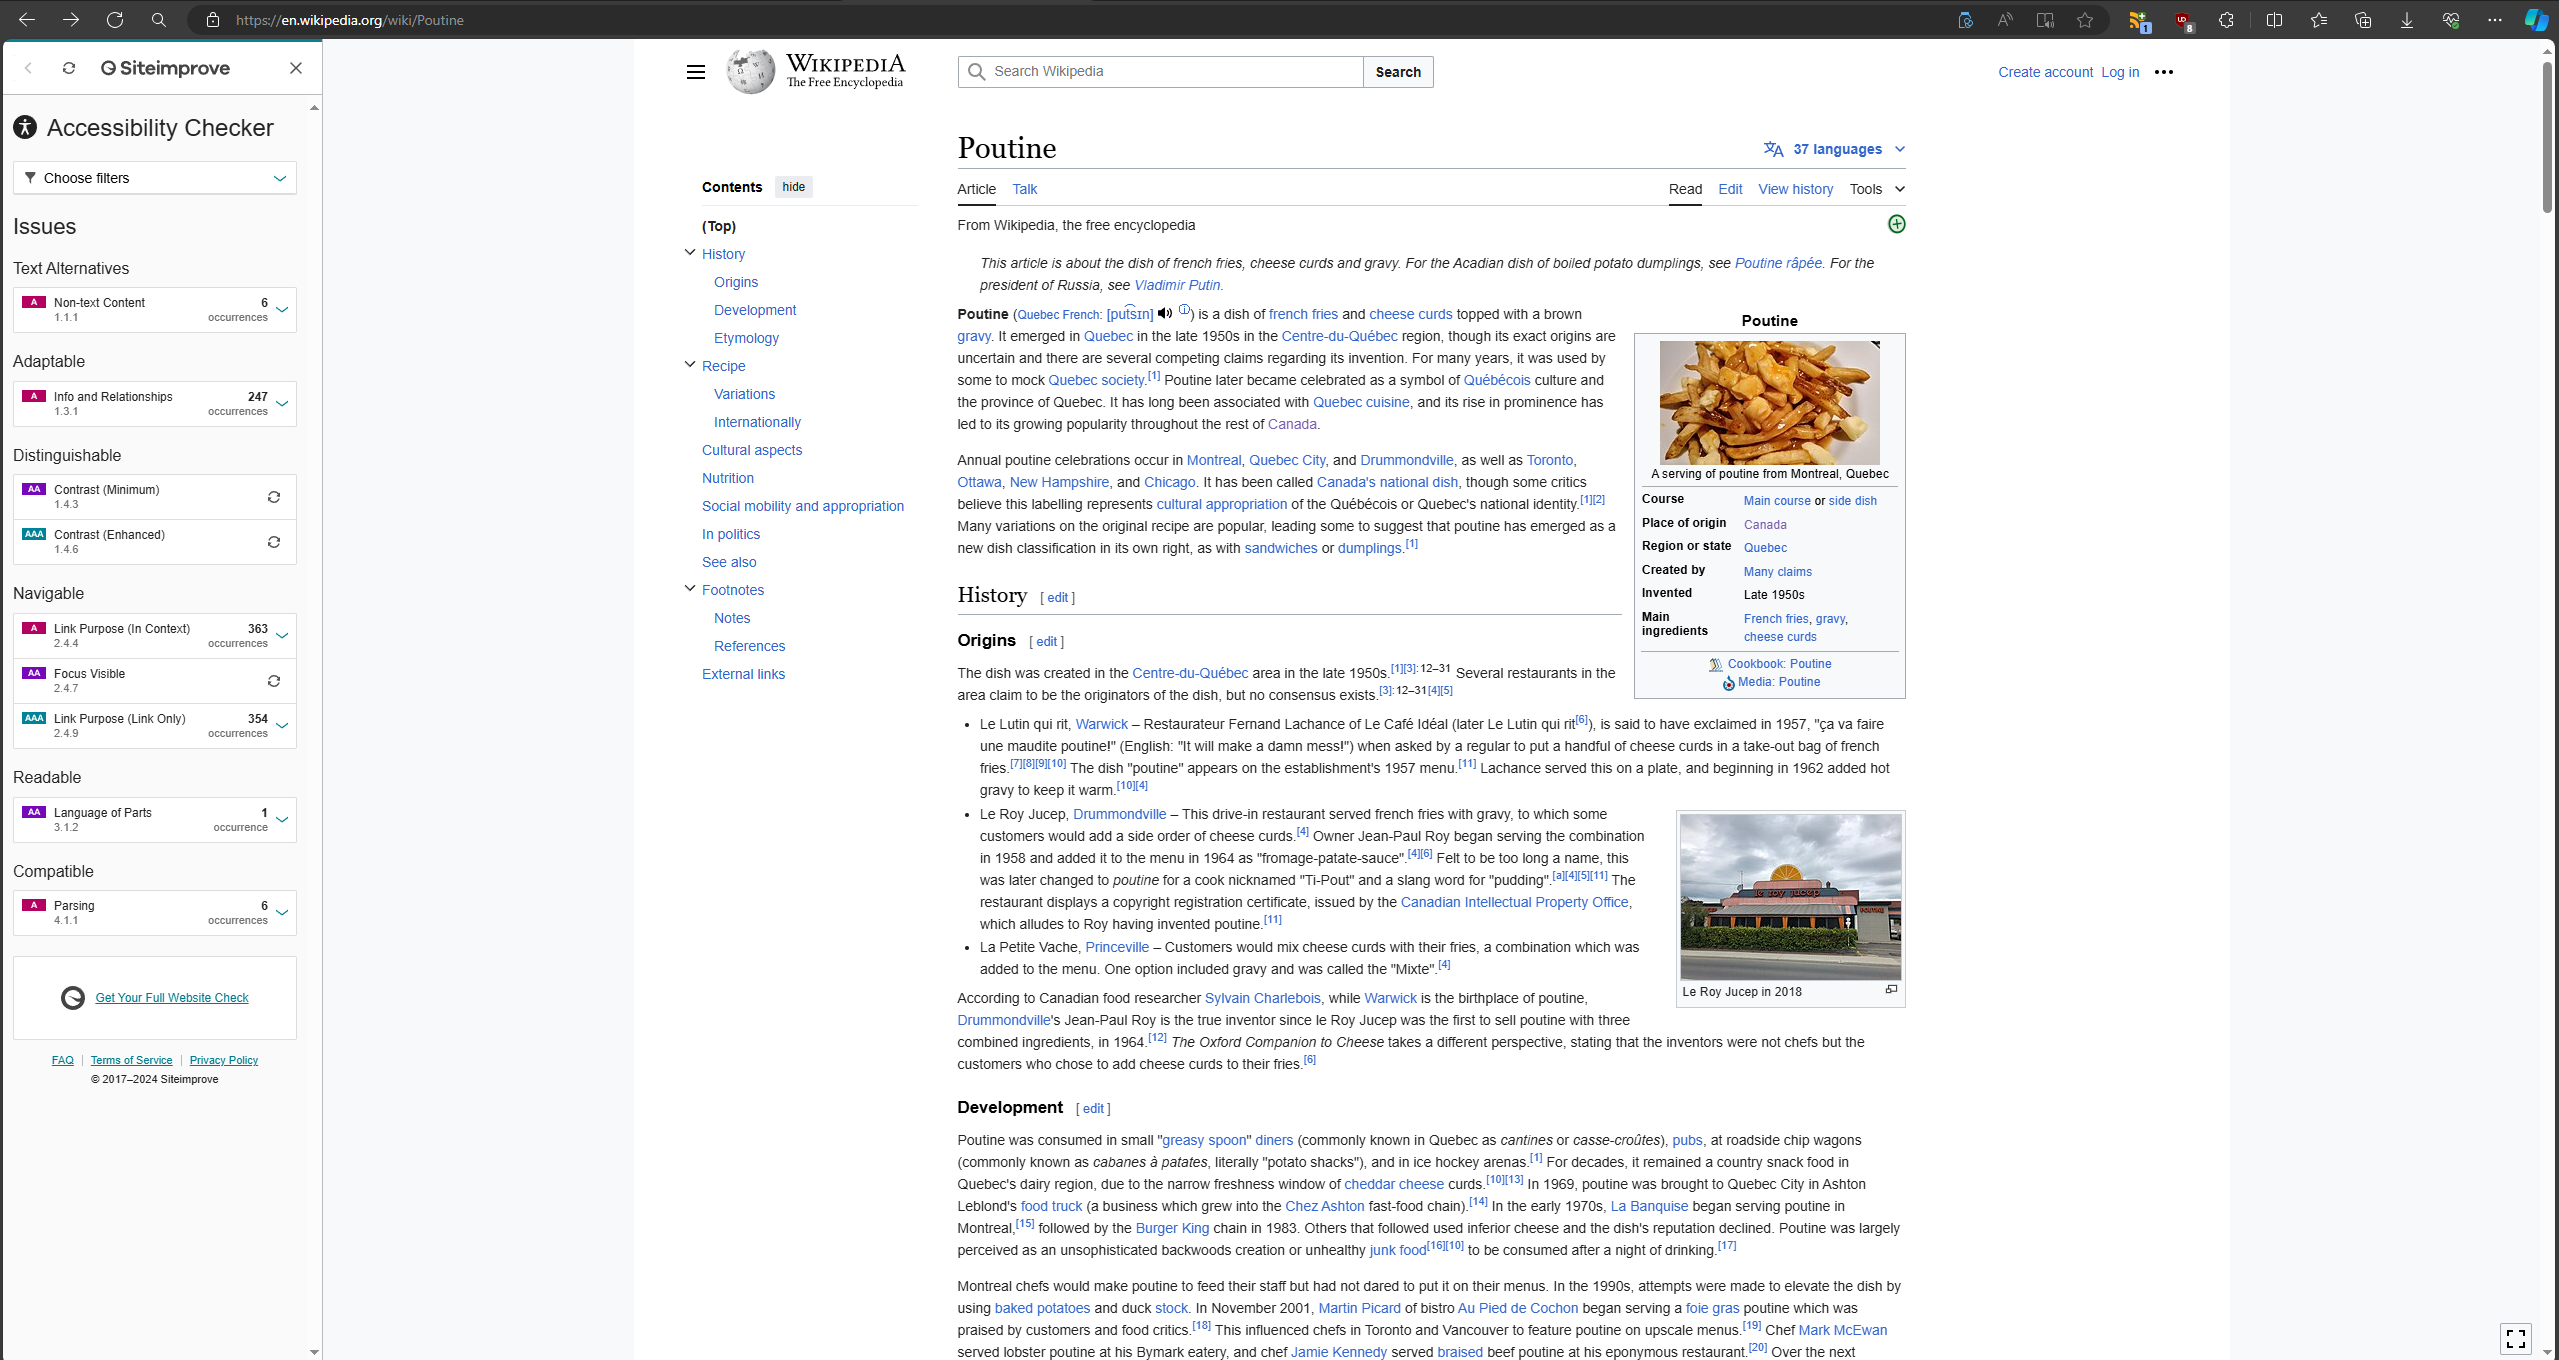 https://en.wikipedia.org/wiki/Poutine
1
8
Siteimprove
Accessibility Checker
Choose filters
Issues
Text Alternatives
A Non-text Content 6
1.1.1 occurrences
Adaptable
A Info and Relationships 247
1.3.1 occurrences
Distinguishable
AA Contrast (Minimum)
1.4.3
AAA Contrast (Enhanced)
1.4.6
Navigable
A Link Purpose (In Context) 363
2.4.4 occurrences
AA Focus Visible
2.4.7
AAA Link Purpose (Link Only) 354
2.4.9 occurrences
Readable
AA Language of Parts 1
3.1.2 occurrence
Compatible
A Parsing 6
4.1.1 occurrences
Get Your Full Website Check
FAQ | Terms of Service | Privacy Policy
© 2017–2024 Siteimprove
WIKIPEDIA
The Free Encyclopedia
Search Wikipedia
Search
Create account Log in
Contents hide
(Top)
History
Origins
Development
Etymology
Recipe
Variations
Internationally
Cultural aspects
Nutrition
Social mobility and appropriation
In politics
See also
Footnotes
Notes
References
External links
Poutine
37 languages
Article Talk
Read Edit View history Tools
From Wikipedia, the free encyclopedia
This article is about the dish of french fries, cheese curds and gravy. For the Acadian dish of boiled potato dumplings, see Poutine râpée. For the
president of Russia, see Vladimir Putin.
Poutine (Quebec French: [put͡sɪn] ⓘ) is a dish of french fries and cheese curds topped with a brown
gravy. It emerged in Quebec in the late 1950s in the Centre-du-Québec region, though its exact origins are
uncertain and there are several competing claims regarding its invention. For many years, it was used by
some to mock Quebec society.[1] Poutine later became celebrated as a symbol of Québécois culture and
the province of Quebec. It has long been associated with Quebec cuisine, and its rise in prominence has
led to its growing popularity throughout the rest of Canada.
Annual poutine celebrations occur in Montreal, Quebec City, and Drummondville, as well as Toronto,
Ottawa, New Hampshire, and Chicago. It has been called Canada's national dish, though some critics
believe this labelling represents cultural appropriation of the Québécois or Quebec's national identity.[1][2]
Many variations on the original recipe are popular, leading some to suggest that poutine has emerged as a
new dish classification in its own right, as with sandwiches or dumplings.[1]
Poutine
A serving of poutine from Montreal, Quebec
Course Main course or side dish
Place of origin Canada
Region or state Quebec
Created by Many claims
Invented Late 1950s
Main ingredients French fries, gravy,
cheese curds
Cookbook: Poutine
Media: Poutine
History [ edit ]
Origins [ edit ]
The dish was created in the Centre-du-Québec area in the late 1950s.[1][3]: 12–31 Several restaurants in the
area claim to be the originators of the dish, but no consensus exists.[3]: 12–31[4][5]
• Le Lutin qui rit, Warwick – Restaurateur Fernand Lachance of Le Café Idéal (later Le Lutin qui rit[6]), is said to have exclaimed in 1957, "ça va faire
une maudite poutine!" (English: "It will make a damn mess!") when asked by a regular to put a handful of cheese curds in a take-out bag of french
fries.[7][8][9][10] The dish "poutine" appears on the establishment's 1957 menu.[11] Lachance served this on a plate, and beginning in 1962 added hot
gravy to keep it warm.[10][4]
• Le Roy Jucep, Drummondville – This drive-in restaurant served french fries with gravy, to which some
customers would add a side order of cheese curds.[4] Owner Jean-Paul Roy began serving the combination
in 1958 and added it to the menu in 1964 as "fromage-patate-sauce".[4][6] Felt to be too long a name, this
was later changed to poutine for a cook nicknamed "Ti-Pout" and a slang word for "pudding".[a][4][5][11] The
restaurant displays a copyright registration certificate, issued by the Canadian Intellectual Property Office,
which alludes to Roy having invented poutine.[11]
• La Petite Vache, Princeville – Customers would mix cheese curds with their fries, a combination which was
added to the menu. One option included gravy and was called the "Mixte".[4]
le roy jucep
Le Roy Jucep in 2018
According to Canadian food researcher Sylvain Charlebois, while Warwick is the birthplace of poutine,
Drummondville's Jean-Paul Roy is the true inventor since le Roy Jucep was the first to sell poutine with three
combined ingredients, in 1964.[12] The Oxford Companion to Cheese takes a different perspective, stating that the inventors were not chefs but the
customers who chose to add cheese curds to their fries.[6]
Development [ edit ]
Poutine was consumed in small "greasy spoon" diners (commonly known in Quebec as cantines or casse-croûtes), pubs, at roadside chip wagons
(commonly known as cabanes à patates, literally "potato shacks"), and in ice hockey arenas.[1] For decades, it remained a country snack food in
Quebec's dairy region, due to the narrow freshness window of cheddar cheese curds.[10][13] In 1969, poutine was brought to Quebec City in Ashton
Leblond's food truck (a business which grew into the Chez Ashton fast-food chain).[14] In the early 1970s, La Banquise began serving poutine in
Montreal,[15] followed by the Burger King chain in 1983. Others that followed used inferior cheese and the dish's reputation declined. Poutine was largely
perceived as an unsophisticated backwoods creation or unhealthy junk food[16][10] to be consumed after a night of drinking.[17]
Montreal chefs would make poutine to feed their staff but had not dared to put it on their menus. In the 1990s, attempts were made to elevate the dish by
using baked potatoes and duck stock. In November 2001, Martin Picard of bistro Au Pied de Cochon began serving a foie gras poutine which was
praised by customers and food critics.[18] This influenced chefs in Toronto and Vancouver to feature poutine on upscale menus.[19] Chef Mark McEwan
served lobster poutine at his Bymark eatery, and chef Jamie Kennedy served braised beef poutine at his eponymous restaurant.[20] Over the next